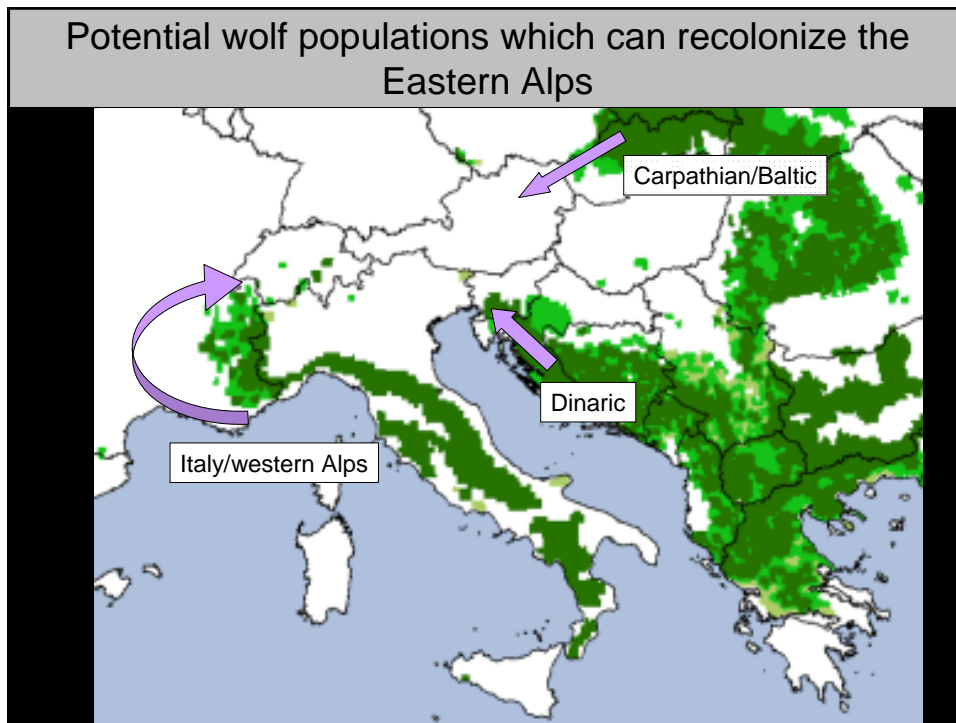 Potential wolf populations which can recolonize the
Eastern Alps
Carpathian/Baltic
Dinaric
Italy/western Alps